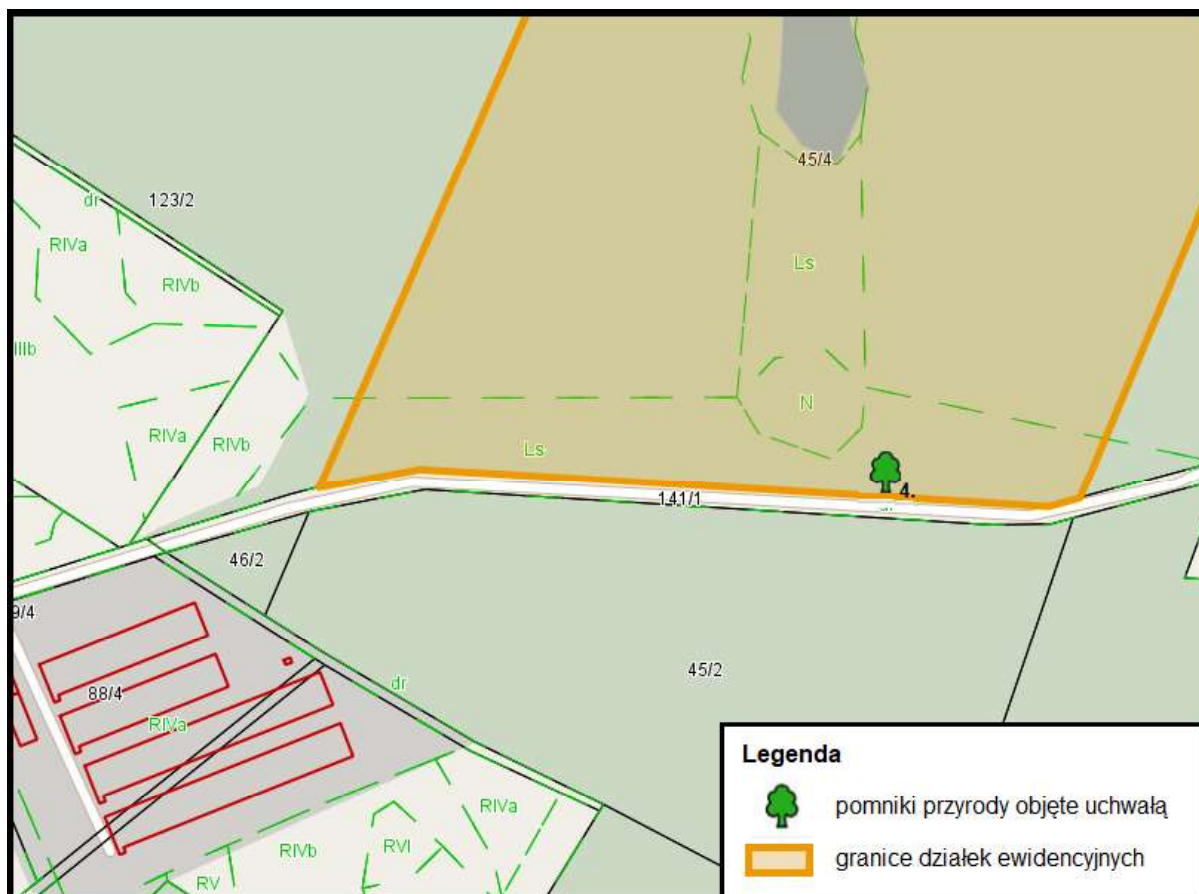 45/4
123/2
dr
RIVa
RIVb
IIIb
Ls
N
RIVa
RIVb
Ls
4.
141/1
46/2
9/4
45/2
88/4
dr
RIVa
RIVa
RIVb
RVI
RV
Legenda
pomniki przyrody objęte uchwałą
granice działek ewidencyjnych